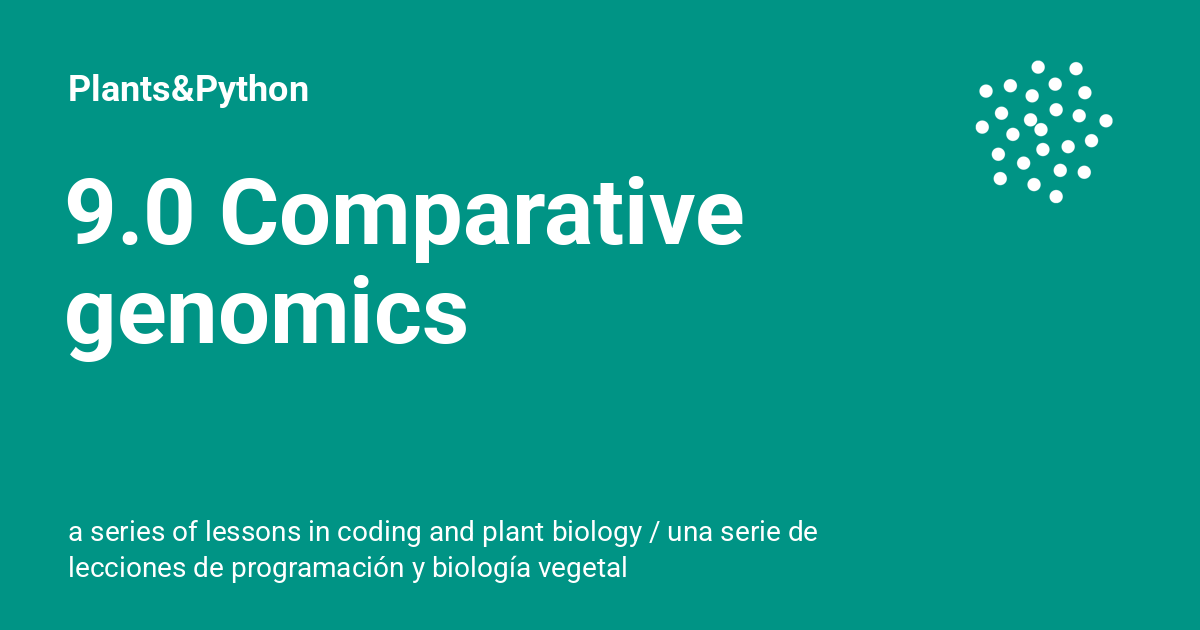 Plants&Python
9.0 Comparative
genomics
a series of lessons in coding and plant biology / una serie de
lecciones de programación y biología vegetal